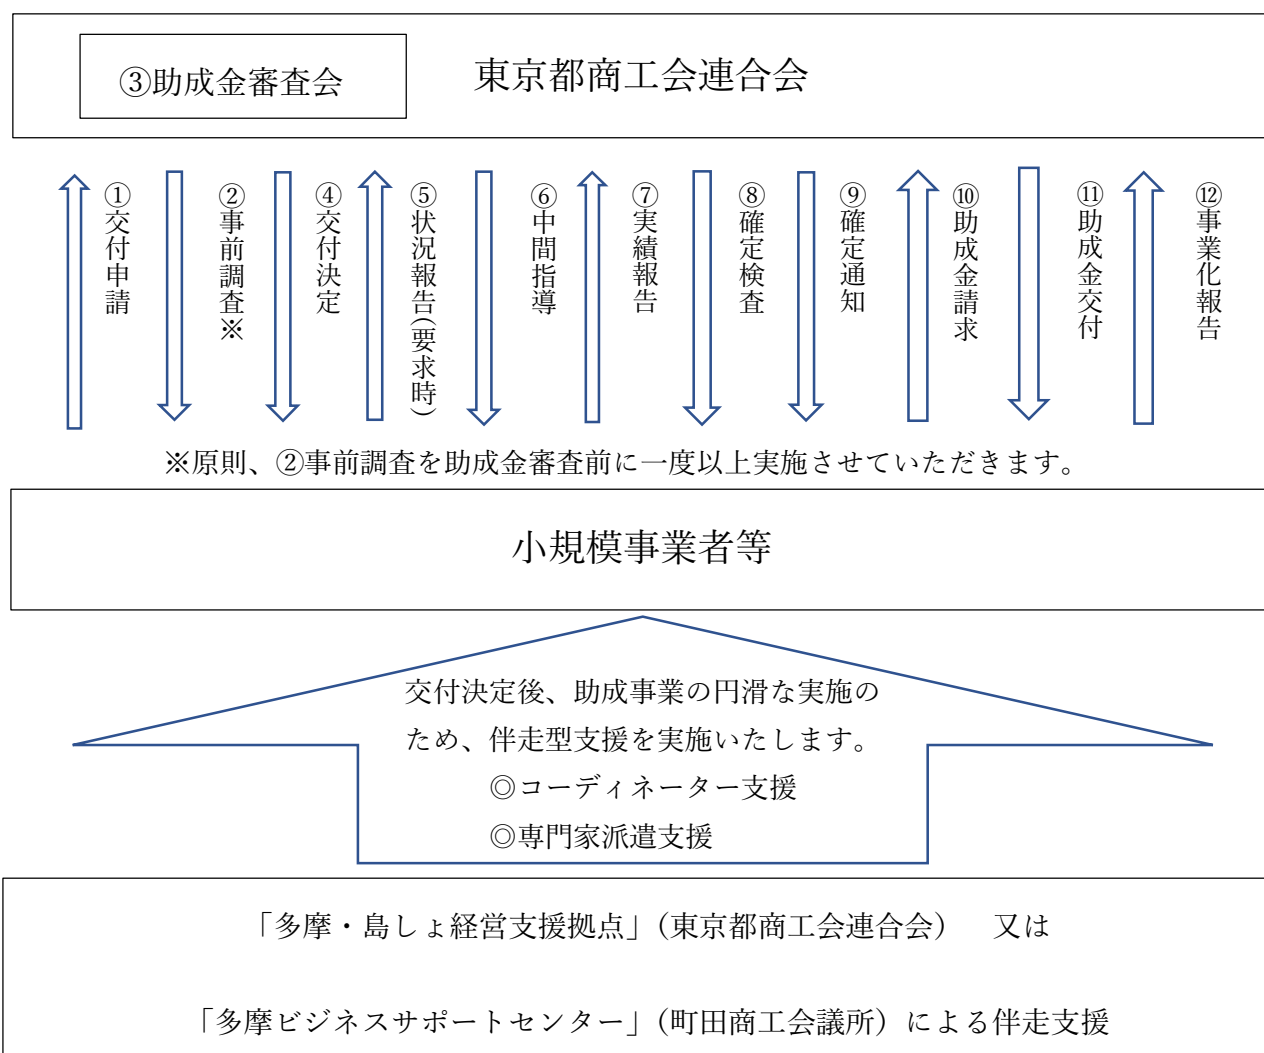 ③助成金審査会
東京都商工会連合会
①交付申請
②事前調査※
④交付決定
⑤状況報告(要求時)
⑥中間指導
⑦実績報告
⑧確定検査
⑨確定通知
⑩助成金請求
⑪助成金交付
⑫事業化報告
※原則、②事前調査を助成金審査前に一度以上実施させていただきます。
小規模事業者等
交付決定後、助成事業の円滑な実施の
ため、伴走型支援を実施いたします。
◎コーディネーター支援
◎専門家派遣支援
「多摩・島しょ経営支援拠点」(東京都商工会連合会)　又は
「多摩ビジネスサポートセンター」(町田商工会議所）による伴走支援